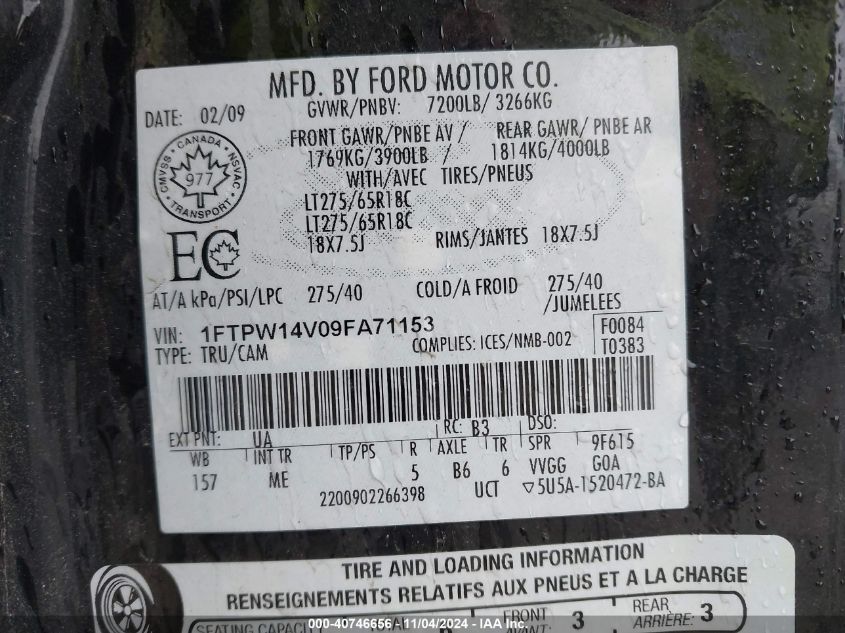 MFD. BY FORD MOTOR CO.
DATE: 02/09
GVWR/PNBV: 7200LB/ 3266KG
FRONT GAWR/PNBE AV / REAR GAWR/ PNBE AR
1769KG/3900LB / 1814KG/4000LB
WITH/AVEC TIRES/PNEUS
CMVSS · CANADA · NSVAC
977
TRANSPORT
LT275/65R18C
LT275/65R18C
18X7.5J RIMS/JANTES 18X7.5J
EC
AT/A kPa/PSI/LPC 275/40 COLD/A FROID 275/40
/JUMELEES
VIN: 1FTPW14V09FA71153
F0084
TYPE: TRU/CAM COMPLIES: ICES/NMB-002
T0383
EXT PNT: UA RC: B3 DSO:
WB INT TR TP/PS R AXLE TR SPR 9F615
157 ME 5 B6 6 VVGG GOA
2200902266398 UCT ▽5U5A-1520472-BA
TIRE AND LOADING INFORMATION
RENSEIGNEMENTS RELATIFS AUX PNEUS ET A LA CHARGE
SEATING CAPACITY FRONT 3 REAR
ARRIÈRE: 3
000-40746656 - 11/04/2024 -